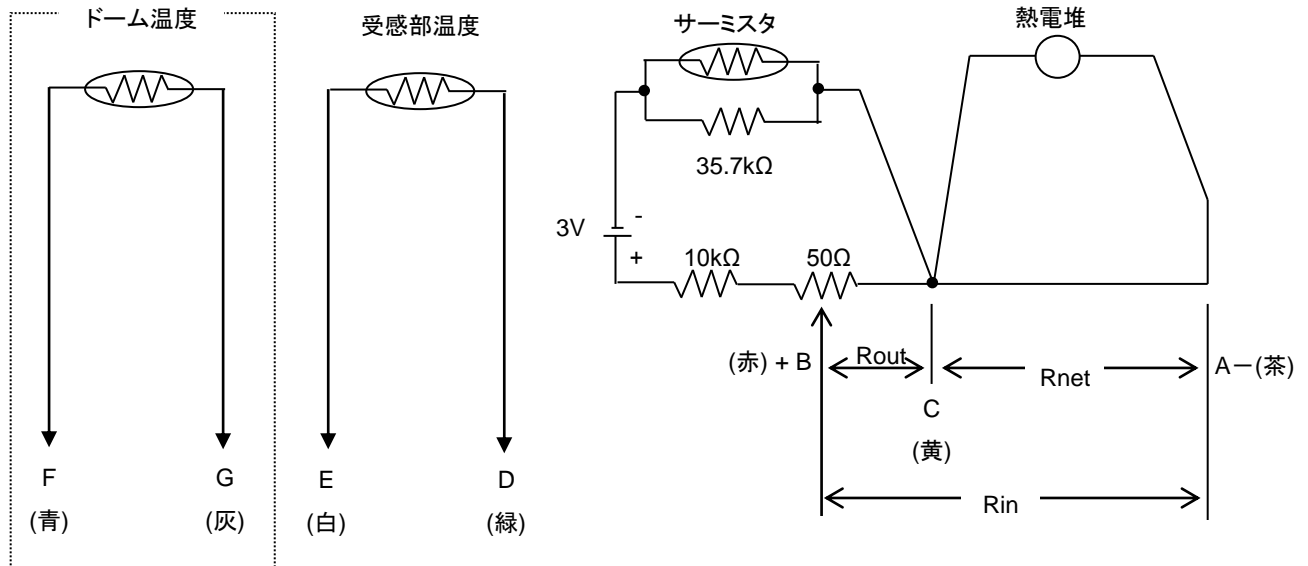 ドーム温度
受感部温度
サーミスタ
熱電堆
35.7kΩ
3V
-
+
10kΩ
50Ω
(赤) + B
Rout
Rnet
A－(茶)
C
(黄)
Rin
F
(青)
G
(灰)
E
(白)
D
(緑)